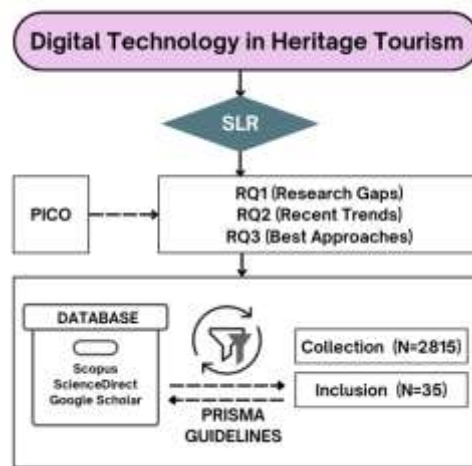 Digital Technology in Heritage Tourism
SLR
PICO
RQ1 (Research Gaps)
RQ2 (Recent Trends)
RQ3 (Best Approaches)
DATABASE
Scopus
ScienceDirect
Google Scholar
PRISMA
GUIDELINES
Collection (N=2815)
Inclusion (N=35)